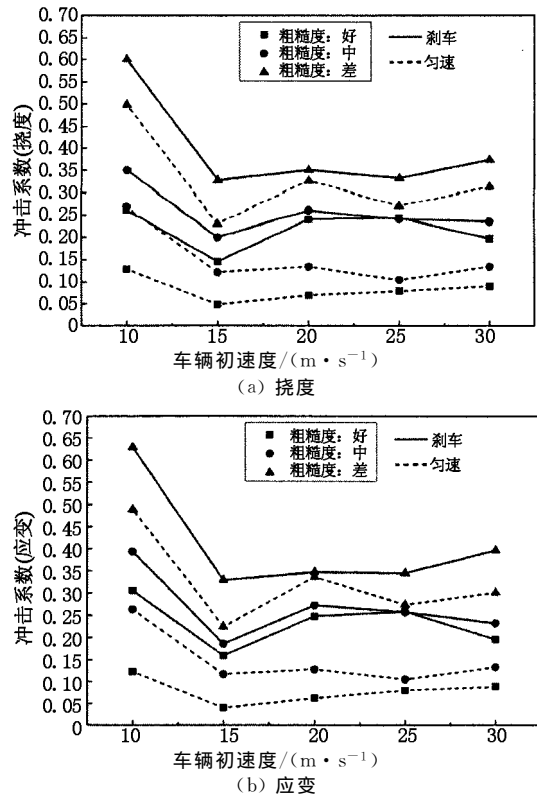 0.70
0.65
0.60
0.55
0.50
0.45
0.40
0.35
0.30
0.25
0.20
0.15
0.10
0.05
0
冲击系数(挠度)
粗糙度：好
粗糙度：中
粗糙度：差
刹车
匀速
10 15 20 25 30
车辆初速度/(m·s⁻¹)
(a) 挠度
0.70
0.65
0.60
0.55
0.50
0.45
0.40
0.35
0.30
0.25
0.20
0.15
0.10
0.05
0
冲击系数(应变)
粗糙度：好
粗糙度：中
粗糙度：差
刹车
匀速
10 15 20 25 30
车辆初速度/(m·s⁻¹)
(b) 应变